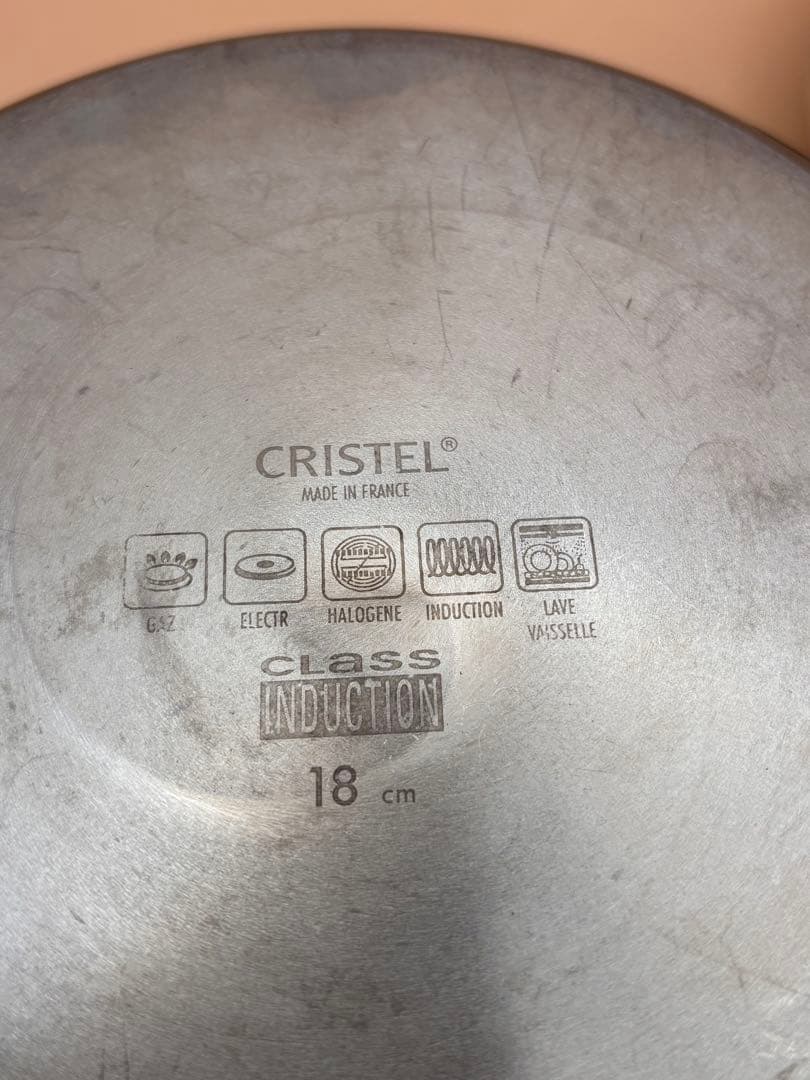 CRISTEL®
MADE IN FRANCE
GAZ
ELECTR
HALOGENE
INDUCTION
LAVE
VAISSELLE
CLASS
INDUCTION
18 cm